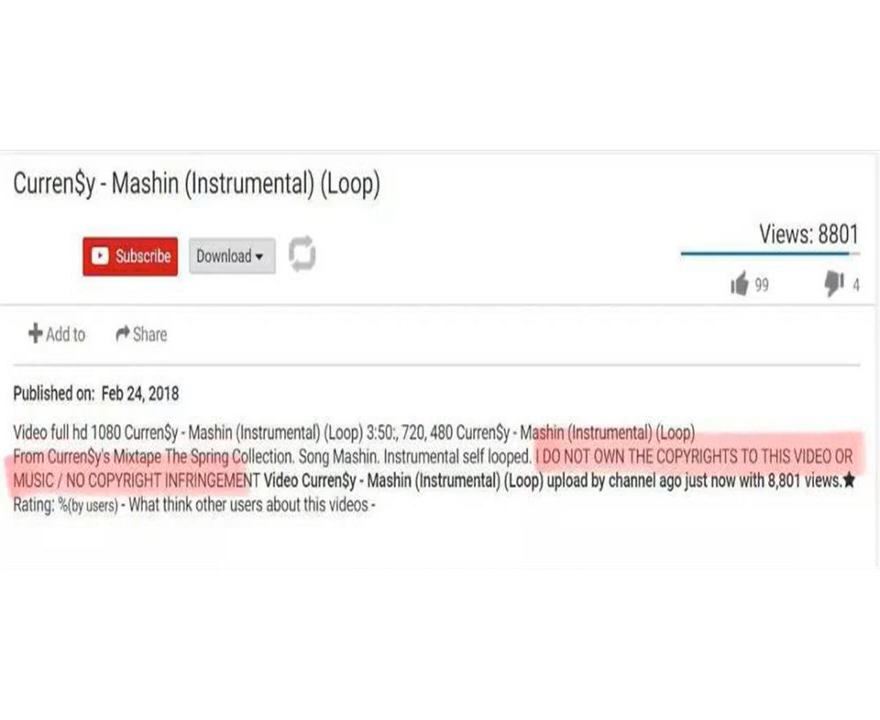 Curren$y - Mashin (Instrumental) (Loop)
Subscribe Download
Views: 8801
99 4
Add to Share
Published on: Feb 24, 2018
Video full hd 1080 Curren$y - Mashin (Instrumental) (Loop) 3:50:, 720, 480 Curren$y - Mashin (Instrumental) (Loop)
From Curren$y's Mixtape The Spring Collection. Song Mashin. Instrumental self looped. I DO NOT OWN THE COPYRIGHTS TO THIS VIDEO OR
MUSIC / NO COPYRIGHT INFRINGEMENT Video Curren$y - Mashin (Instrumental) (Loop) upload by channel ago just now with 8,801 views.★
Rating: %(by users) - What think other users about this videos -